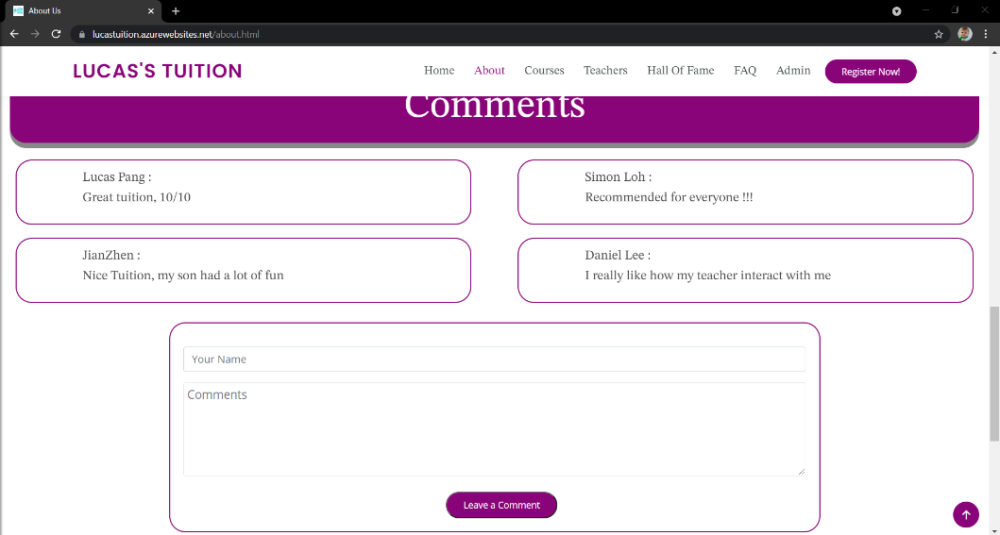 About Us
lucastuition.azurewebsites.net/about.html
LUCAS'S TUITION
Home About Courses Teachers Hall Of Fame FAQ Admin Register Now!
Comments
Lucas Pang :
Great tuition, 10/10
Simon Loh :
Recommended for everyone !!!
JianZhen :
Nice Tuition, my son had a lot of fun
Daniel Lee :
I really like how my teacher interact with me
Your Name
Comments
Leave a Comment